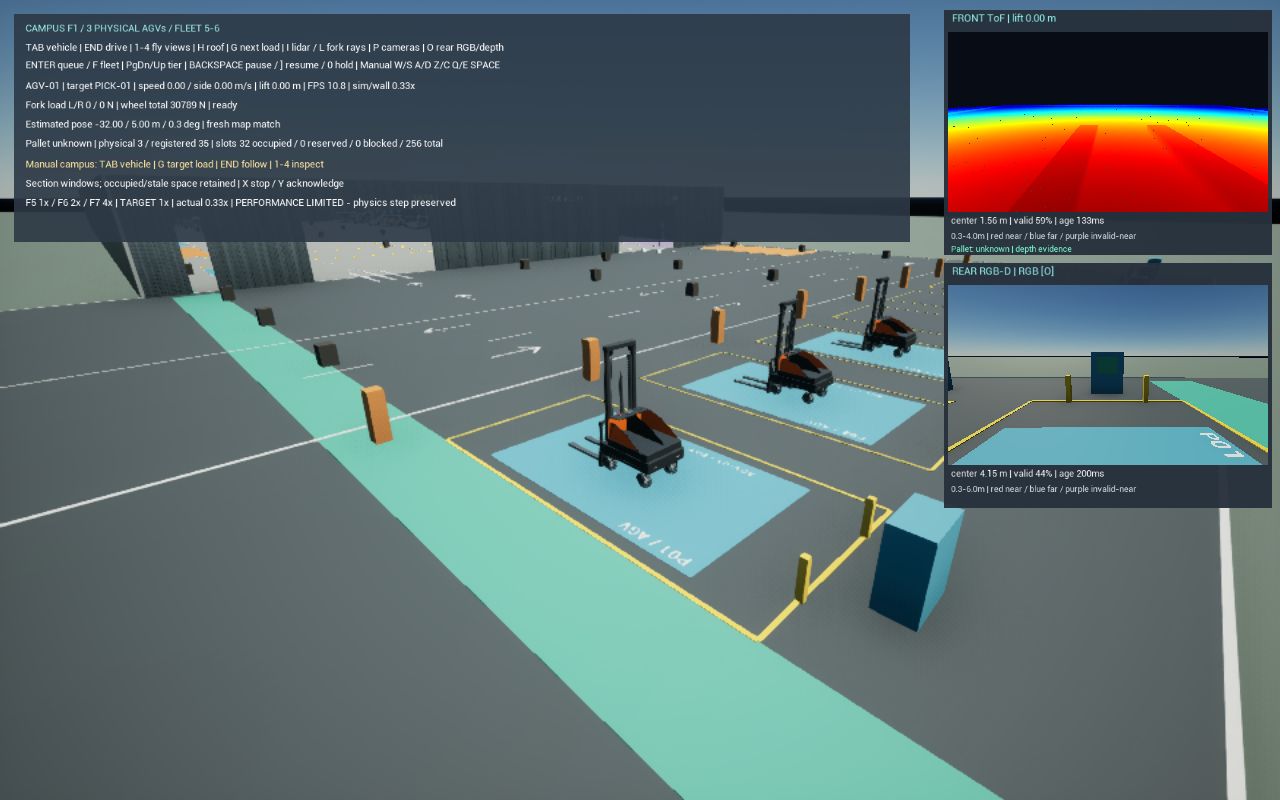 CAMPUS F1 / 3 PHYSICAL AGVs / FLEET 5-6
TAB vehicle | END drive | 1-4 fly views | H roof | G next load | I lidar / L fork rays | P cameras | O rear RGB/depth
ENTER queue / F fleet | PgDn/Up tier | BACKSPACE pause / ] resume / 0 hold | Manual W/S A/D Z/C Q/E SPACE
AGV-01 | target PICK-01 | speed 0.00 / side 0.00 m/s | lift 0.00 m | FPS 10.8 | sim/wall 0.33x
Fork load L/R 0 / 0 N | wheel total 30789 N | ready
Estimated pose -32.00 / 5.00 m / 0.3 deg | fresh map match
Pallet unknown | physical 3 / registered 35 | slots 32 occupied / 0 reserved / 0 blocked / 256 total
Manual campus: TAB vehicle | G target load | END follow | 1-4 inspect
Section windows; occupied/stale space retained | X stop / Y acknowledge
F5 1x / F6 2x / F7 4x | TARGET 1x | actual 0.33x | PERFORMANCE LIMITED - physics step preserved
FRONT ToF | lift 0.00 m
center 1.56 m | valid 59% | age 133ms
0.3-4.0m | red near / blue far / purple invalid-near
Pallet: unknown | depth evidence
REAR RGB-D | RGB [O]
P01
center 4.15 m | valid 44% | age 200ms
0.3-6.0m | red near / blue far / purple invalid-near
P01 / AGV